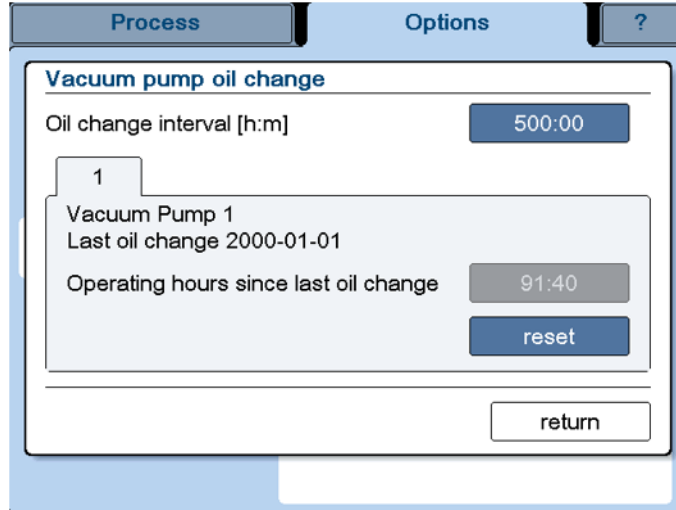 Process Options ?
Vacuum pump oil change
Oil change interval [h:m] 500:00
1
Vacuum Pump 1
Last oil change 2000-01-01
Operating hours since last oil change 91:40
reset
return